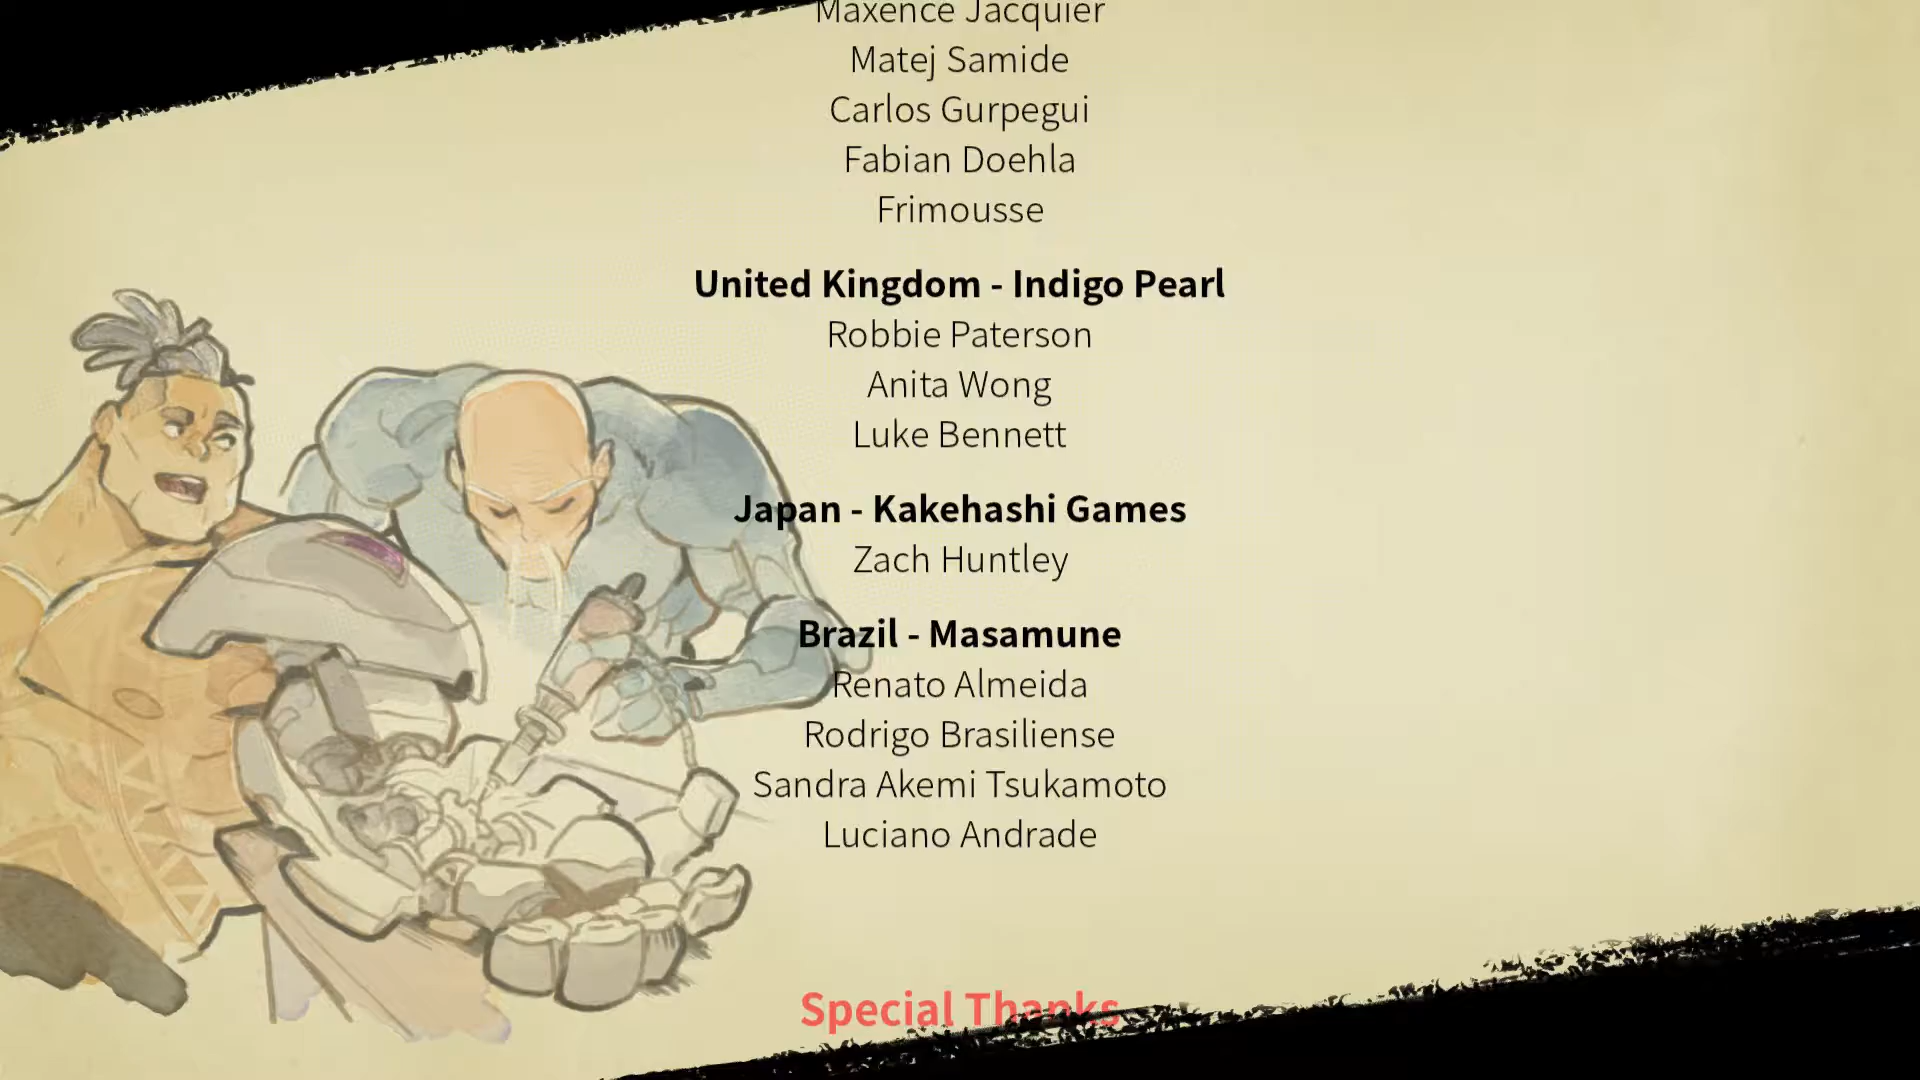 Maxence Jacquier
Matej Samide
Carlos Gurpegui
Fabian Doehla
Frimousse
United Kingdom - Indigo Pearl
Robbie Paterson
Anita Wong
Luke Bennett
Japan - Kakehashi Games
Zach Huntley
Brazil - Masamune
Renato Almeida
Rodrigo Brasiliense
Sandra Akemi Tsukamoto
Luciano Andrade
Special Thanks